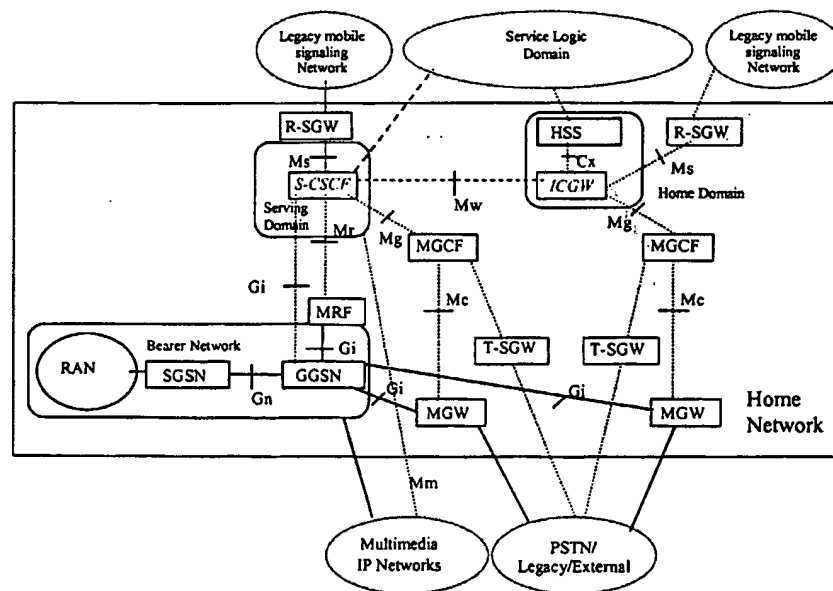 Legacy mobile
signaling
Network
Service Logic
Domain
Legacy mobile
signaling
Network
R-SGW
HSS
R-SGW
Ms
Cx
Ms
S-CSCF
ICGW
Mw
Home Domain
Serving
Domain
Mr
Mg
Mg
MGCF
MGCF
Gi
Mc
Mc
MRF
Bearer Network
Gi
T-SGW
T-SGW
RAN
SGSN
GGSN
Gn
Gi
Gi
MGW
MGW
Home
Network
Mm
Multimedia
IP Networks
PSTN/
Legacy/External